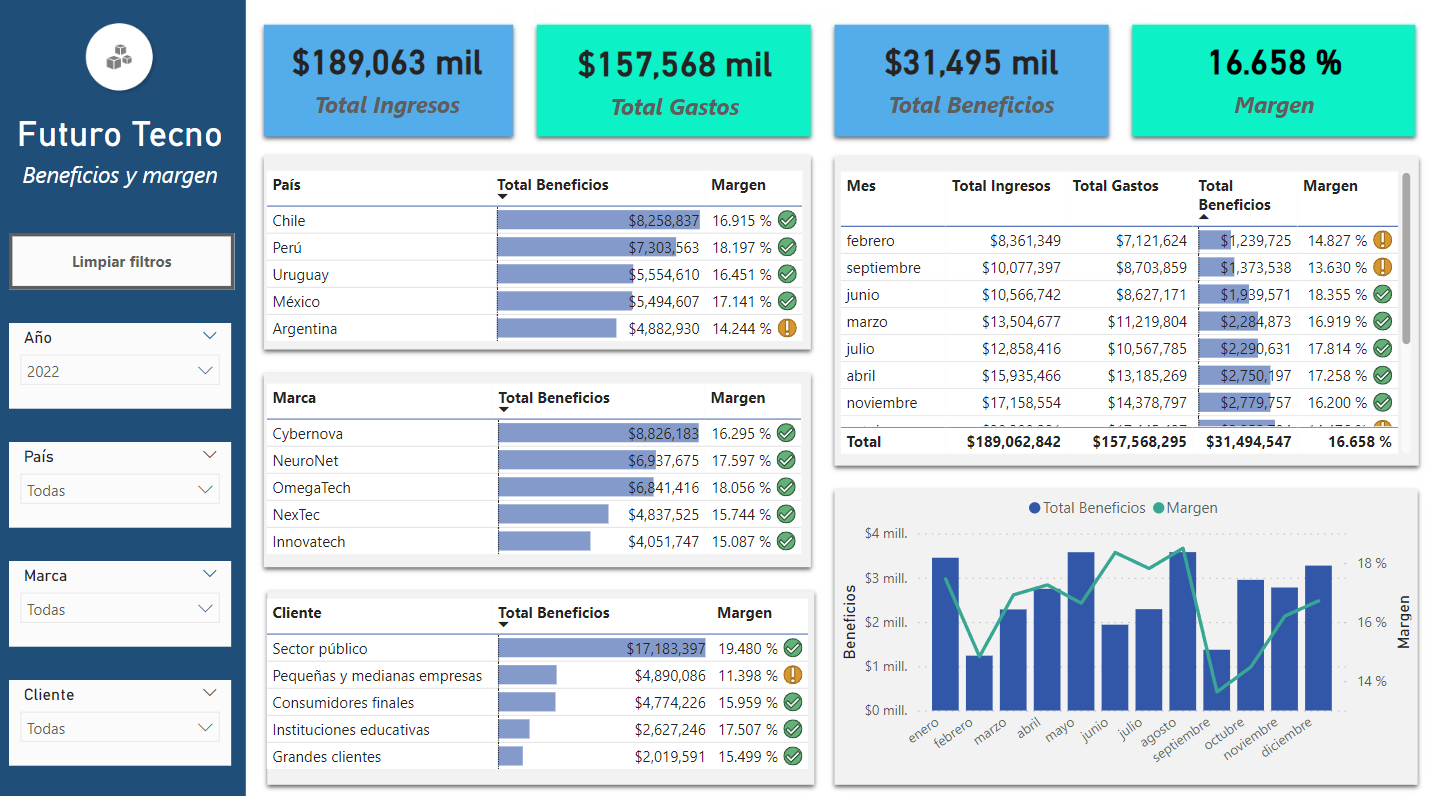 Futuro Tecno
Beneficios y margen
Limpiar filtros
Año
2022
País
Todas
Marca
Todas
Cliente
Todas
$189,063 mil
Total Ingresos
$157,568 mil
Total Gastos
$31,495 mil
Total Beneficios
16.658 %
Margen
País Total Beneficios Margen
Chile $8,258,837 16.915 %
Perú $7,303,563 18.197 %
Uruguay $5,554,610 16.451 %
México $5,494,607 17.141 %
Argentina $4,882,930 14.244 %
Marca Total Beneficios Margen
Cybernova $8,826,183 16.295 %
NeuroNet $6,937,675 17.597 %
OmegaTech $6,841,416 18.056 %
NexTec $4,837,525 15.744 %
Innovatech $4,051,747 15.087 %
Cliente Total Beneficios Margen
Sector público $17,183,397 19.480 %
Pequeñas y medianas empresas $4,890,086 11.398 %
Consumidores finales $4,774,226 15.959 %
Instituciones educativas $2,627,246 17.507 %
Grandes clientes $2,019,591 15.499 %
Mes Total Ingresos Total Gastos Total Beneficios Margen
febrero $8,361,349 $7,121,624 $1,239,725 14.827 %
septiembre $10,077,397 $8,703,859 $1,373,538 13.630 %
junio $10,566,742 $8,627,171 $1,939,571 18.355 %
marzo $13,504,677 $11,219,804 $2,284,873 16.919 %
julio $12,858,416 $10,567,785 $2,290,631 17.814 %
abril $15,935,466 $13,185,269 $2,750,197 17.258 %
noviembre $17,158,554 $14,378,797 $2,779,757 16.200 %
Total $189,062,842 $157,568,295 $31,494,547 16.658 %
Total Beneficios Margen
Beneficios
$4 mill.
$3 mill.
$2 mill.
$1 mill.
$0 mill.
18 %
16 %
14 %
Margen
enero febrero marzo abril mayo junio julio agosto septiembre octubre noviembre diciembre